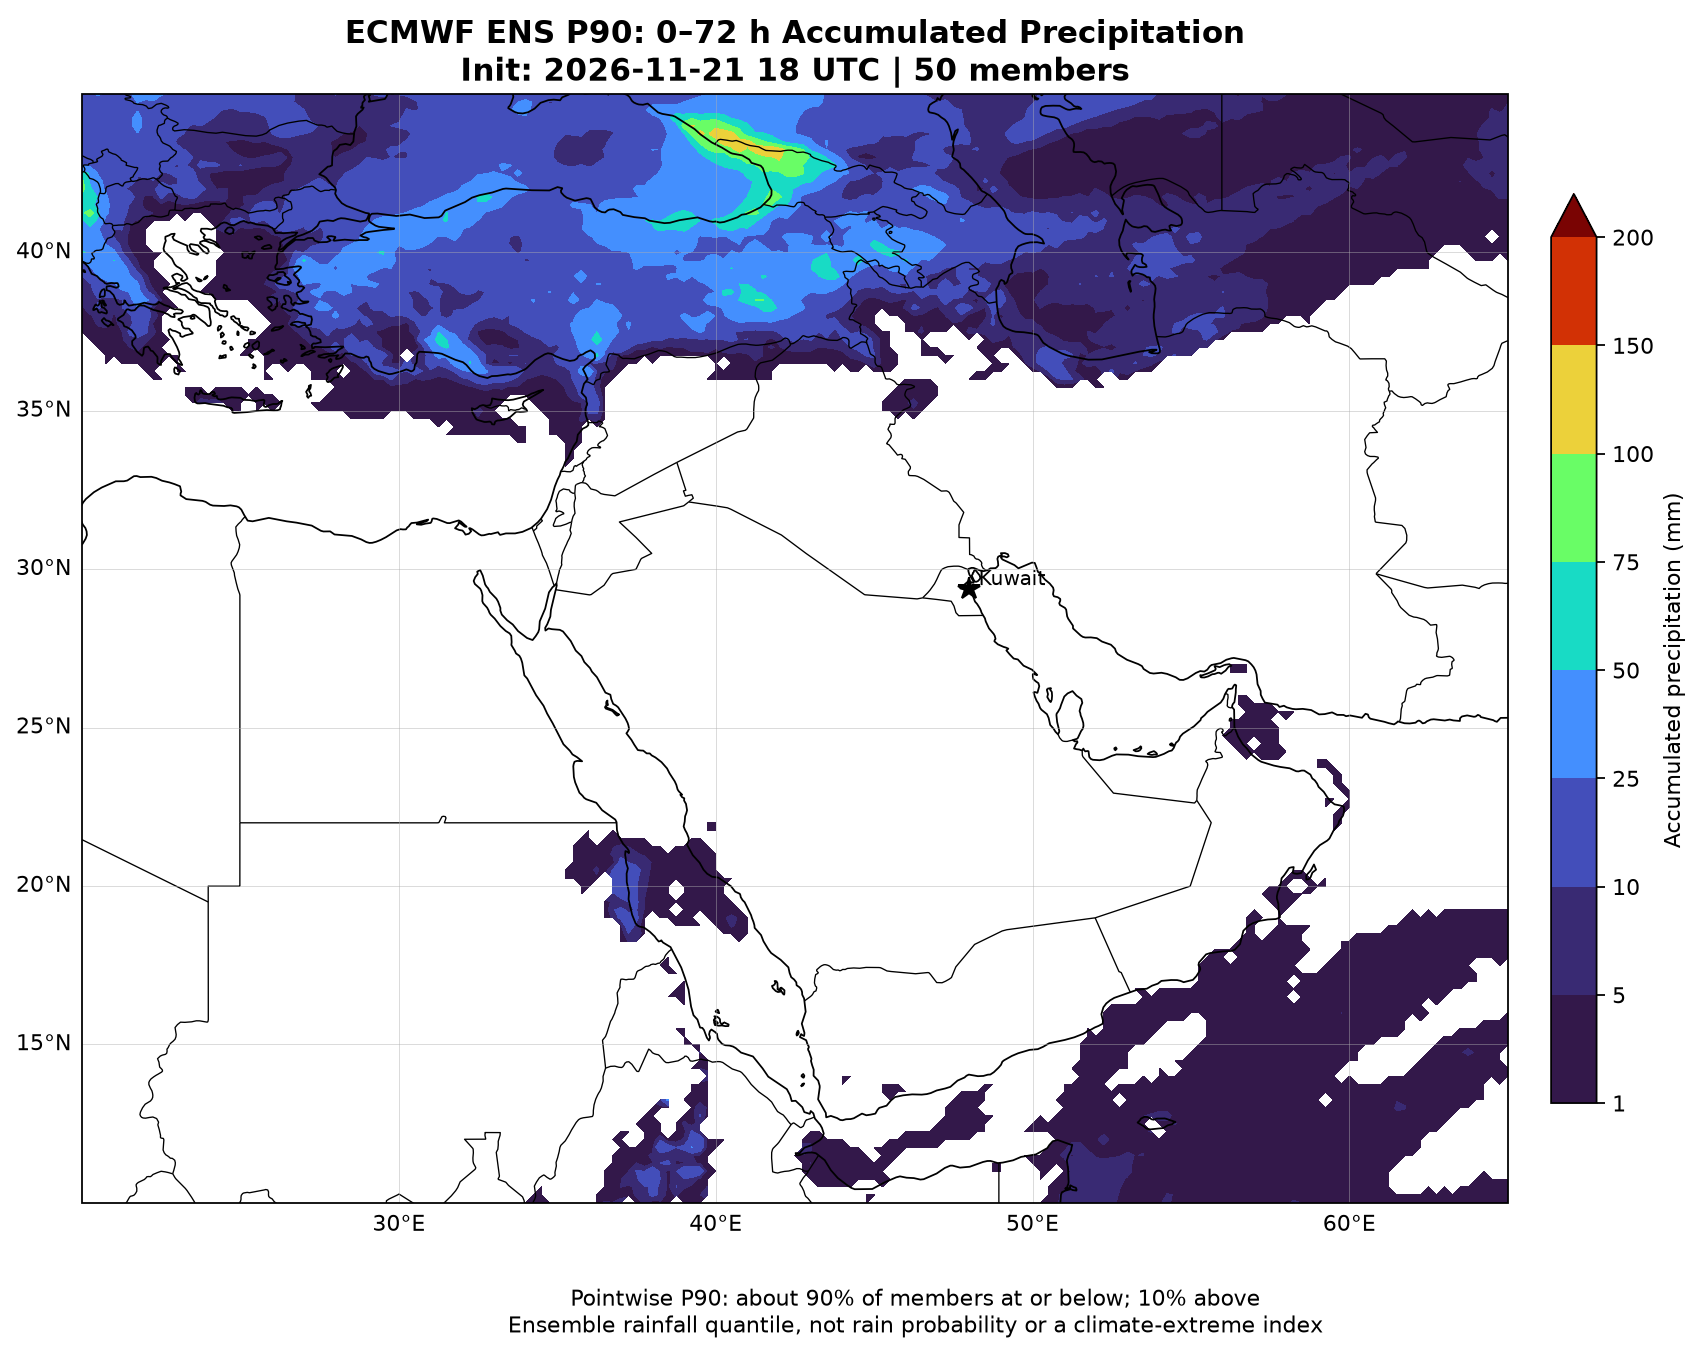 ECMWF ENS P90: 0–72 h Accumulated Precipitation
Init: 2026-11-21 18 UTC | 50 members
40°N
35°N
30°N
25°N
20°N
15°N
30°E
40°E
50°E
60°E
Kuwait
200
150
100
75
50
25
10
5
1
Accumulated precipitation (mm)
Pointwise P90: about 90% of members at or below; 10% above
Ensemble rainfall quantile, not rain probability or a climate-extreme index